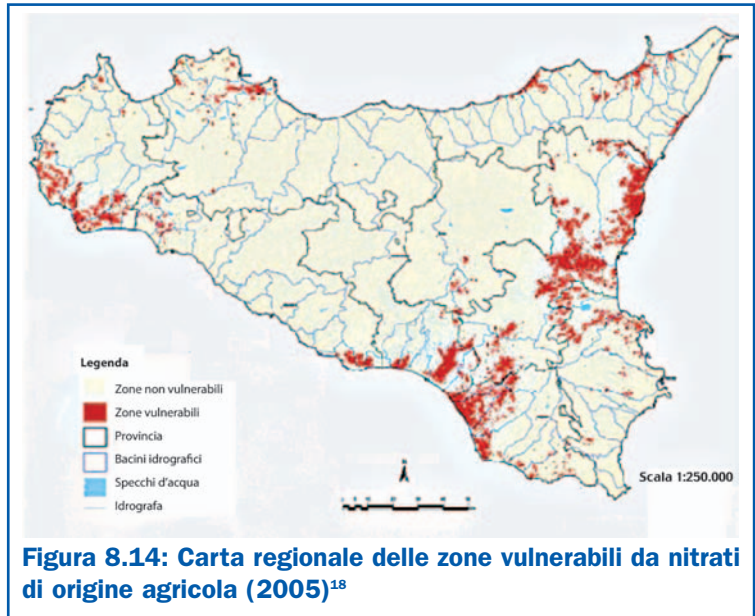 Legenda
Zone non vulnerabili
Zone vulnerabili
Provincia
Bacini idrografici
Specchi d'acqua
Idrografa
Scala 1:250.000
Figura 8.14: Carta regionale delle zone vulnerabili da nitrati
di origine agricola (2005)¹⁸